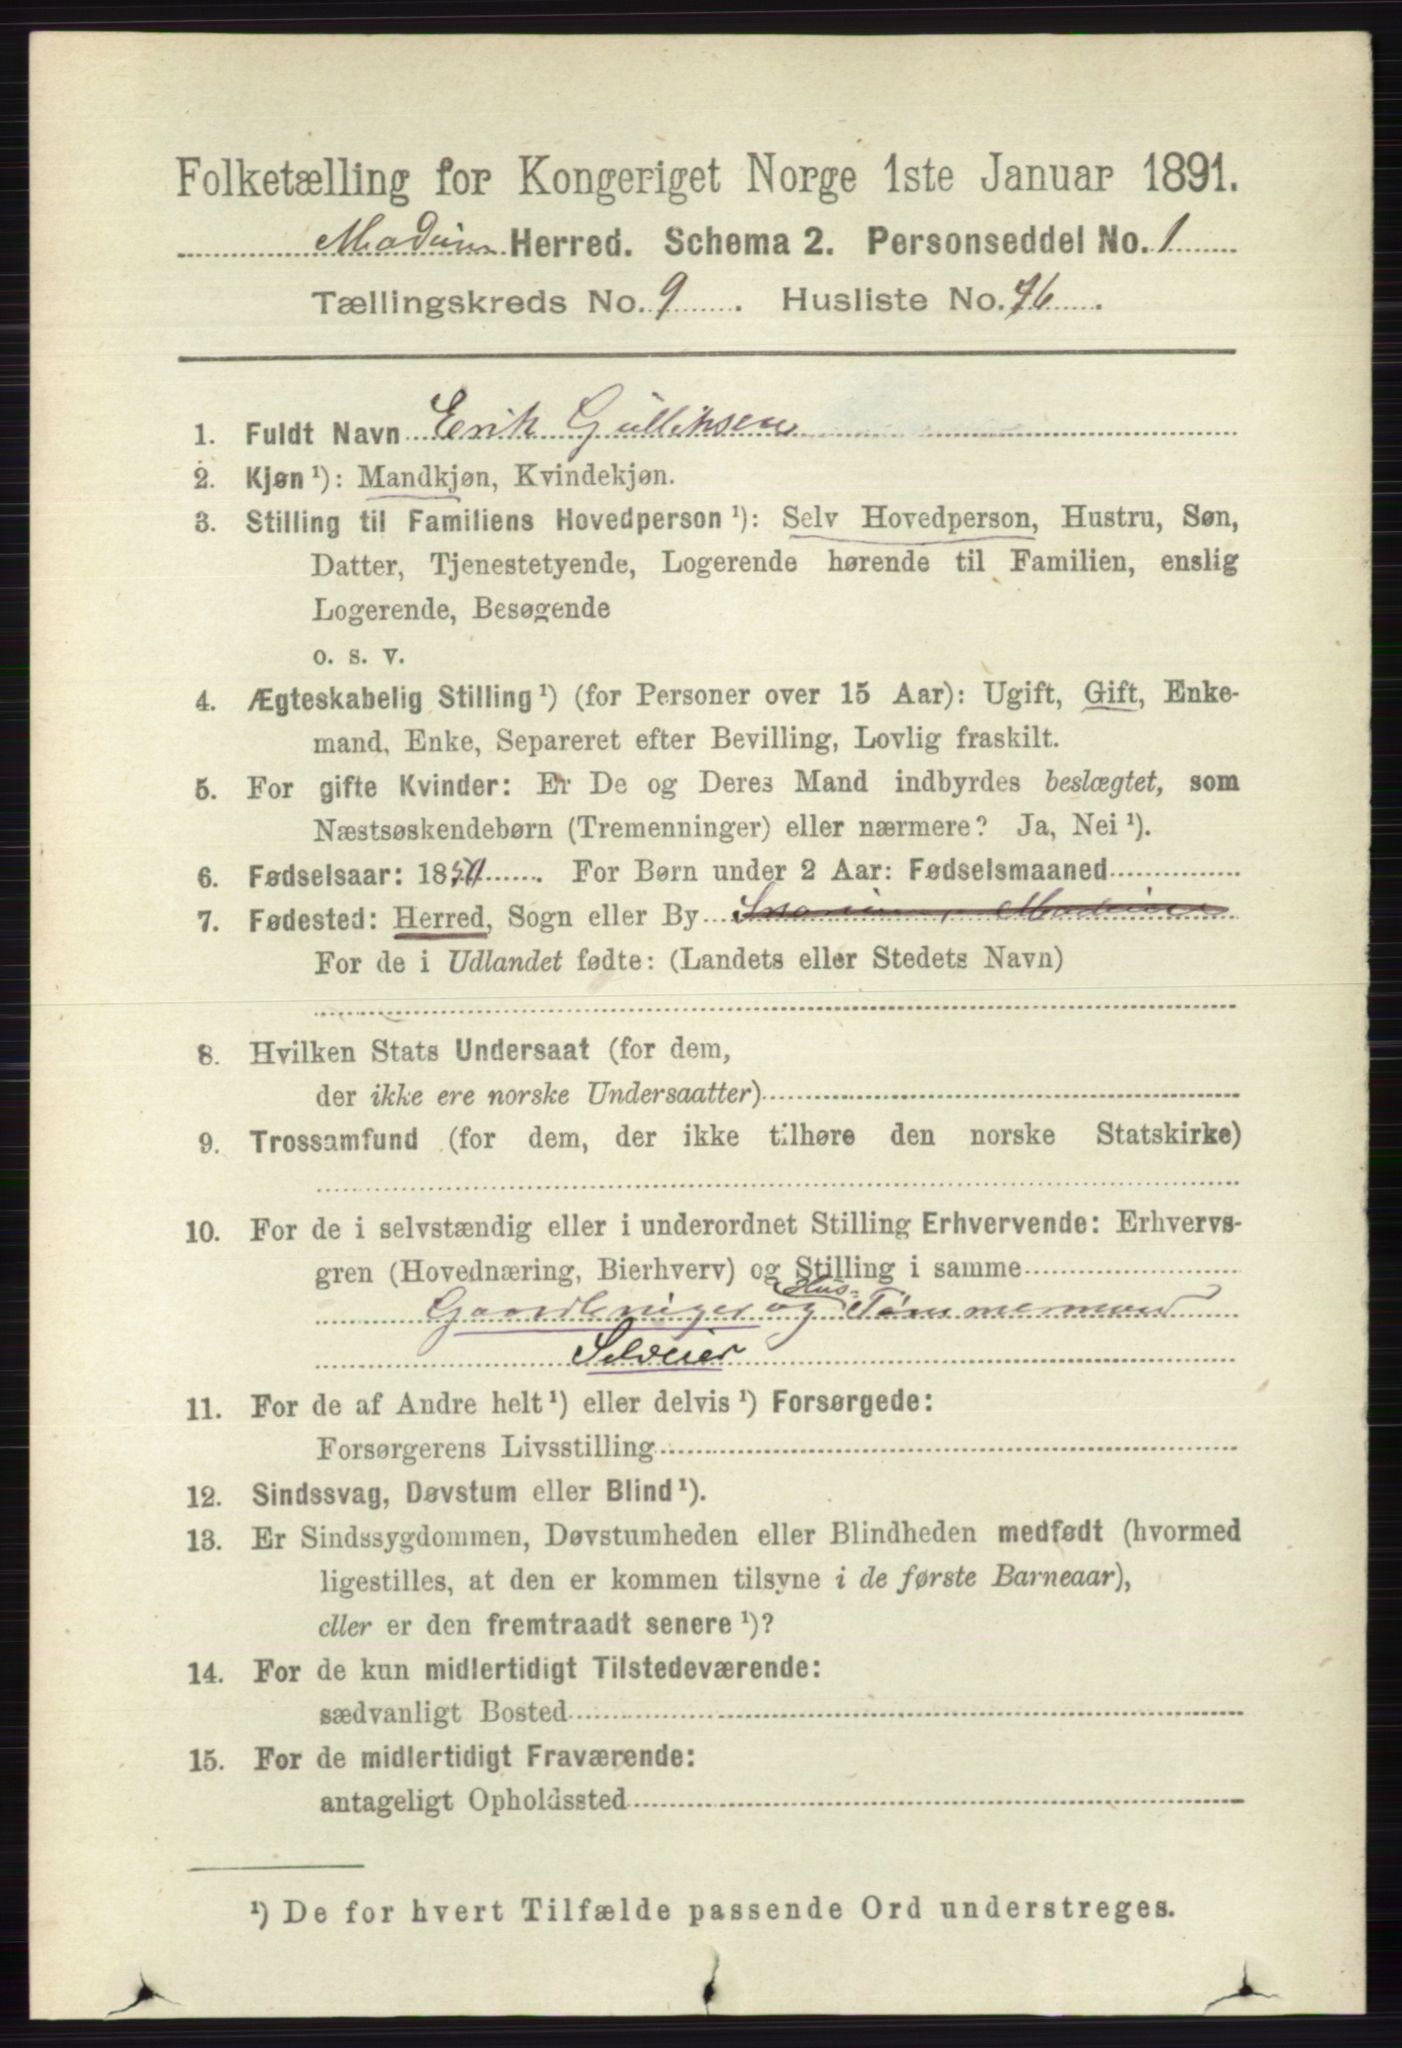 Folketælling for Kongeriget Norge 1ste Januar 1891.
Modum Herred. Schema 2. Personseddel No. 1
Tællingskreds No. 9. Husliste No. 76.
1. Fuldt Navn Erik Gulliksen
2. Kjøn ¹): Mandkjøn, Kvindekjøn.
3. Stilling til Familiens Hovedperson ¹): Selv Hovedperson, Hustru, Søn,
Datter, Tjenestetyende, Logerende hørende til Familien, enslig
Logerende, Besøgende
o. s. v.
4. Ægteskabelig Stilling ¹) (for Personer over 15 Aar): Ugift, Gift, Enke-
mand, Enke, Separeret efter Bevilling, Lovlig fraskilt.
5. For gifte Kvinder: Er De og Deres Mand indbyrdes beslægtet, som
Næstsøskendebørn (Tremenninger) eller nærmere? Ja, Nei ¹).
6. Fødselsaar: 18 . For Børn under 2 Aar: Fødselsmaaned
7. Fødested: Herred, Sogn eller By Snarum, Modum
For de i Udlandet fødte: (Landets eller Stedets Navn)
8. Hvilken Stats Undersaat (for dem,
der ikke ere norske Undersaatter)
9. Trossamfund (for dem, der ikke tilhøre den norske Statskirke)
10. For de i selvstændig eller i underordnet Stilling Erhvervende: Erhvervs-
gren (Hovednæring, Bierhverv) og Stilling i samme
Gaardbruger og Hus-Tømmermand
Selveier
11. For de af Andre helt ¹) eller delvis ¹) Forsørgede:
Forsørgerens Livsstilling
12. Sindssvag, Døvstum eller Blind ¹).
13. Er Sindssygdommen, Døvstumheden eller Blindheden medfødt (hvormed
ligestilles, at den er kommen tilsyne i de første Barneaar),
eller er den fremtraadt senere ¹)?
14. For de kun midlertidigt Tilstedeværende:
sædvanligt Bosted
15. For de midlertidigt Fraværende:
antageligt Opholdssted
¹) De for hvert Tilfælde passende Ord understreges.